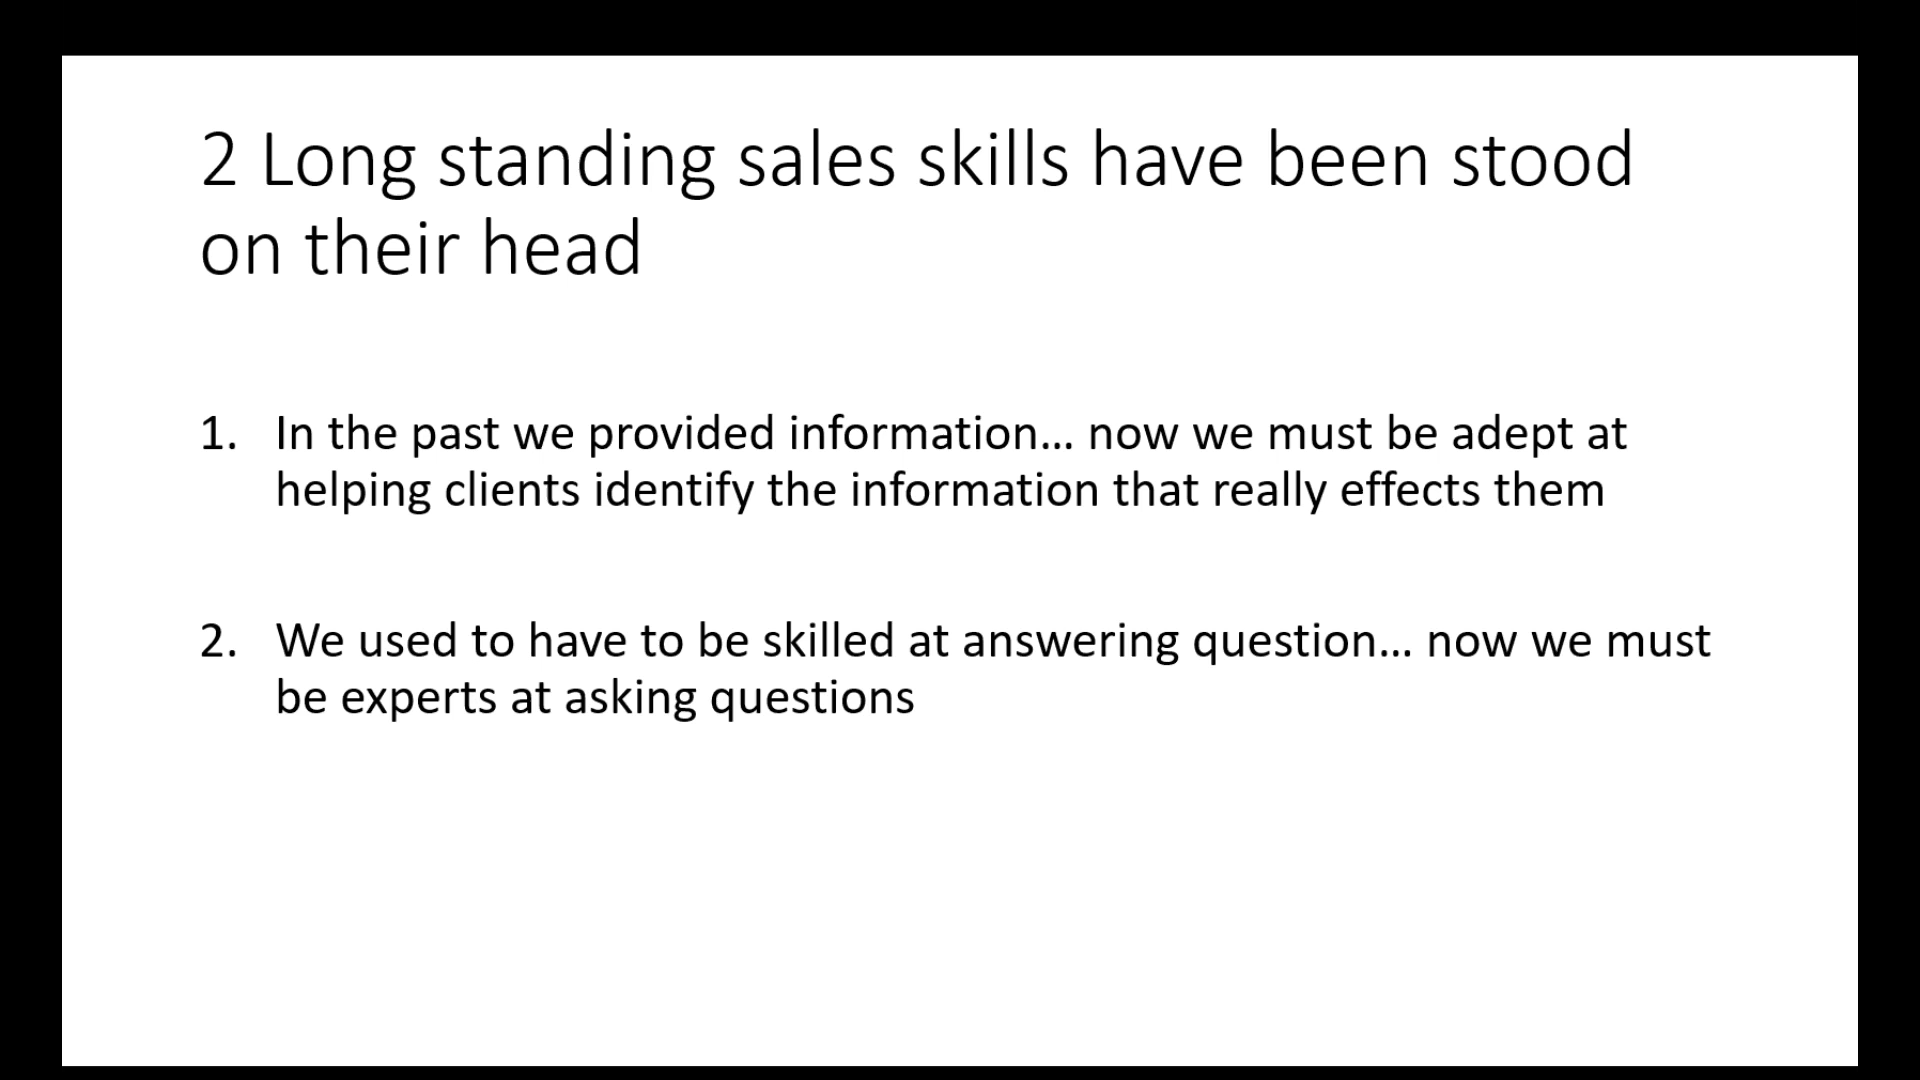 2 Long standing sales skills have been stood
on their head
1. In the past we provided information... now we must be adept at
helping clients identify the information that really effects them
2. We used to have to be skilled at answering question... now we must
be experts at asking questions